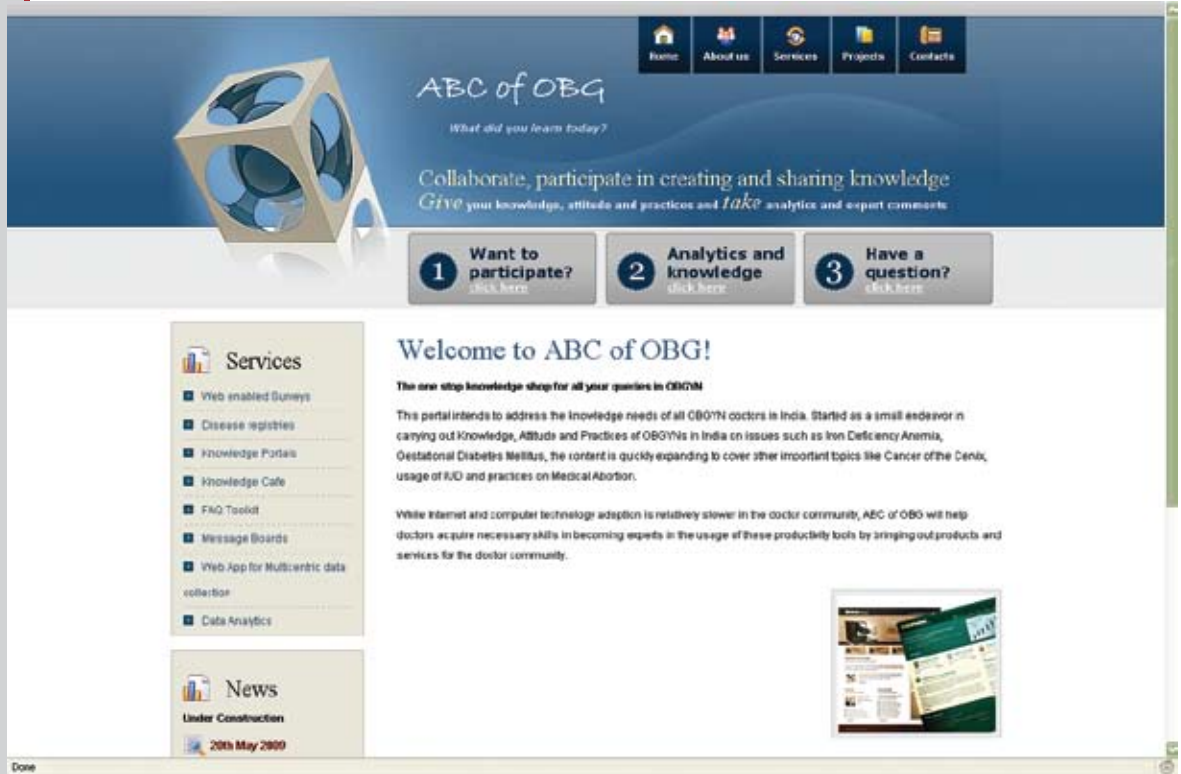 Home About us Services Projects Contacts
ABC of OBG
What did you learn today?
Collaborate, participate in creating and sharing knowledge
Give your knowledge, attitude and practices and take analytics and expert comments
1 Want to participate? click here
2 Analytics and knowledge click here
3 Have a question? click here
Services
Web enabled Surveys
Disease registries
Knowledge Portals
Knowledge Cafe
FAQ Toolkit
Message Boards
Web App for Multicentric data
collection
Data Analytics
News
Under Construction
20th May 2009
Welcome to ABC of OBG!
The one stop knowledge shop for all your queries in OBGYN
This portal intends to address the knowledge needs of all OBGYN doctors in India. Started as a small endeavor in
carrying out Knowledge, Attitude and Practices of OBGYNs in India on issues such as Iron Deficiency Anemia,
Gestational Diabetes Mellitus, the content is quickly expanding to cover other important topics like Cancer of the Cervix,
usage of IUD and practices on Medical Abortion.
While internet and computer technology adoption is relatively slower in the doctor community, ABC of OBG will help
doctors acquire necessary skills in becoming experts in the usage of these productivity tools by bringing out products and
services for the doctor community.
Done